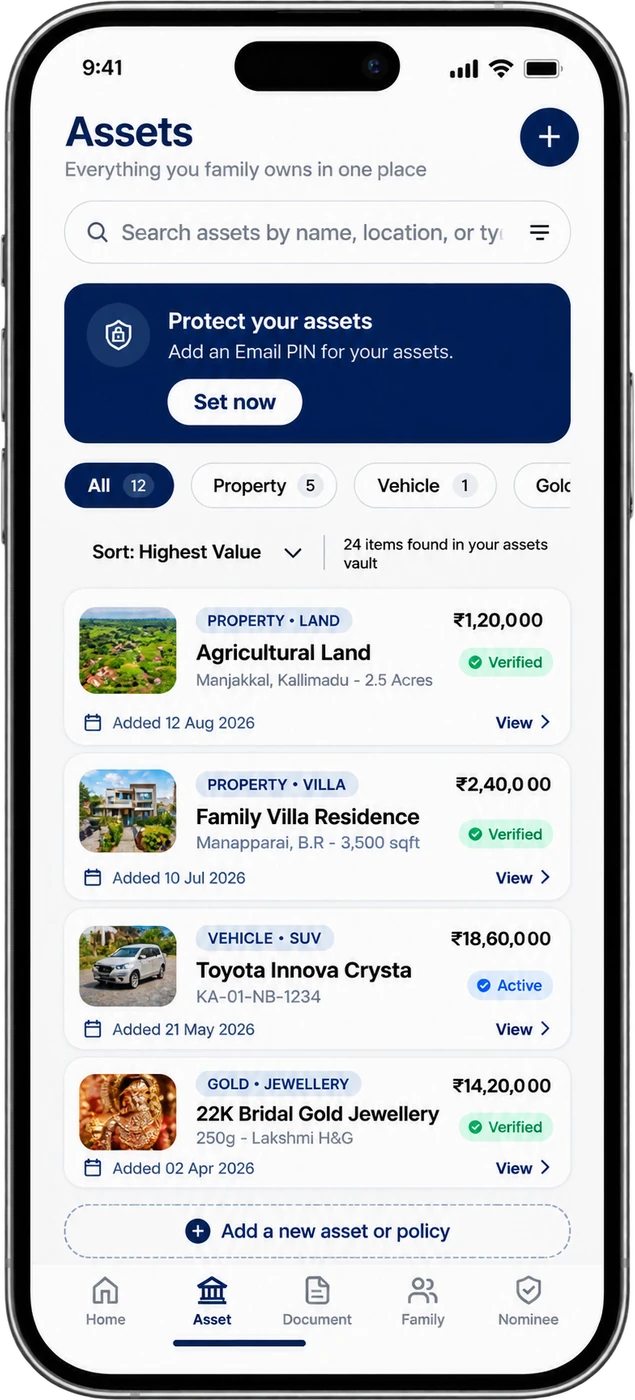 9:41
Assets
Everything you family owns in one place
Search assets by name, location, or ty
Protect your assets
Add an Email PIN for your assets.
Set now
All 12 Property 5 Vehicle 1 Gold
Sort: Highest Value
24 items found in your assets
vault
PROPERTY • LAND ₹1,20,000
Agricultural Land
Verified
Manjakkal, Kallimadu - 2.5 Acres
Added 12 Aug 2026 View
PROPERTY • VILLA ₹2,40,000
Family Villa Residence
Verified
Manapparai, B.R - 3,500 sqft
Added 10 Jul 2026 View
VEHICLE • SUV ₹18,60,000
Toyota Innova Crysta
Active
KA-01-NB-1234
Added 21 May 2026 View
GOLD • JEWELLERY ₹14,20,000
22K Bridal Gold Jewellery
Verified
250g - Lakshmi H&G
Added 02 Apr 2026 View
Add a new asset or policy
Home Asset Document Family Nominee